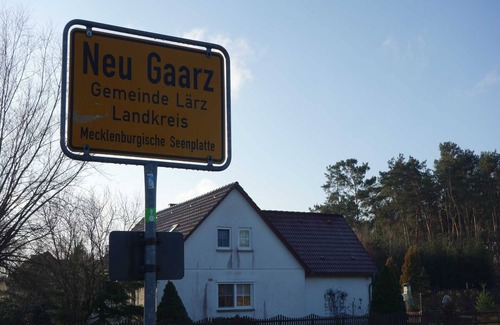 Neu Gaarz
Gemeinde Lärz
Landkreis
Mecklenburgische Seenplatte